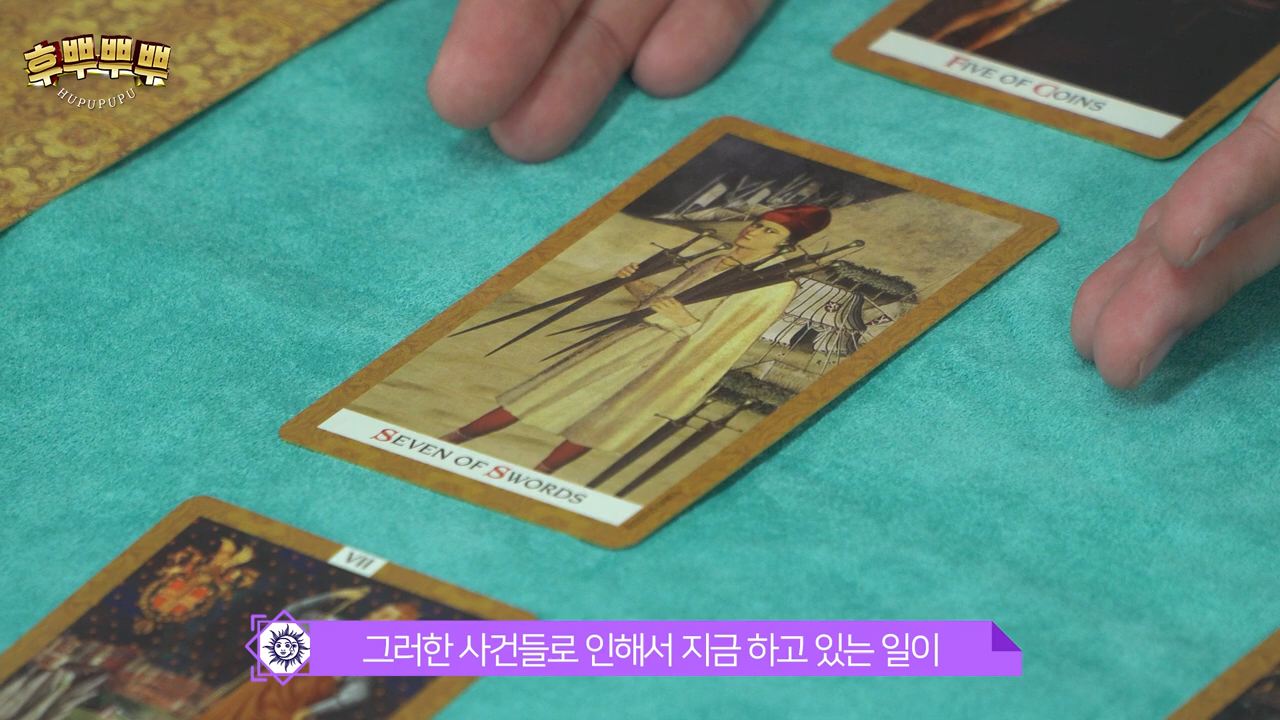 후뿌뿌뿌
HUPUPUPU
FIVE OF COINS
SEVEN OF SWORDS
VII
그러한 사건들로 인해서 지금 하고 있는 일이